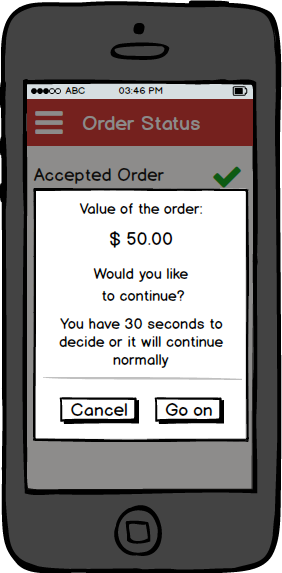 ABC 03:46 PM
Order Status
Accepted Order
Value of the order:
$ 50.00
Would you like
to continue?
You have 30 seconds to
decide or it will continue
normally
Cancel Go on